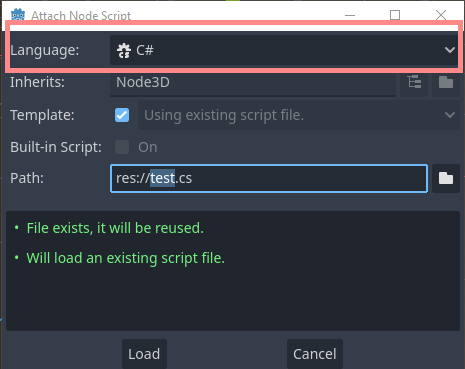 Attach Node Script
Language: C#
Inherits: Node3D
Template: Using existing script file.
Built-in Script: On
Path: res://test.cs
• File exists, it will be reused.
• Will load an existing script file.
Load Cancel